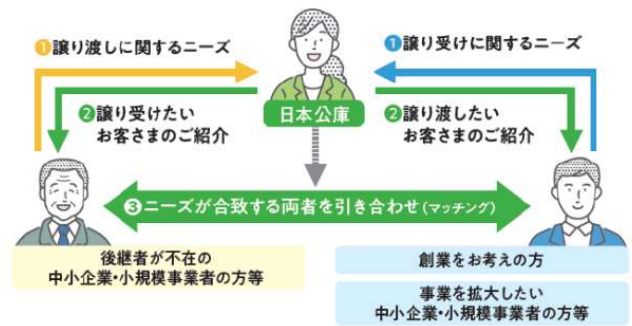 ❶譲り渡しに関するニーズ
❶譲り受けに関するニーズ
❷譲り受けたい
お客さまのご紹介
日本公庫
❷譲り渡したい
お客さまのご紹介
❸ニーズが合致する両者を引き合わせ(マッチング)
後継者が不在の
中小企業・小規模事業者の方等
創業をお考えの方
事業を拡大したい
中小企業・小規模事業者の方等